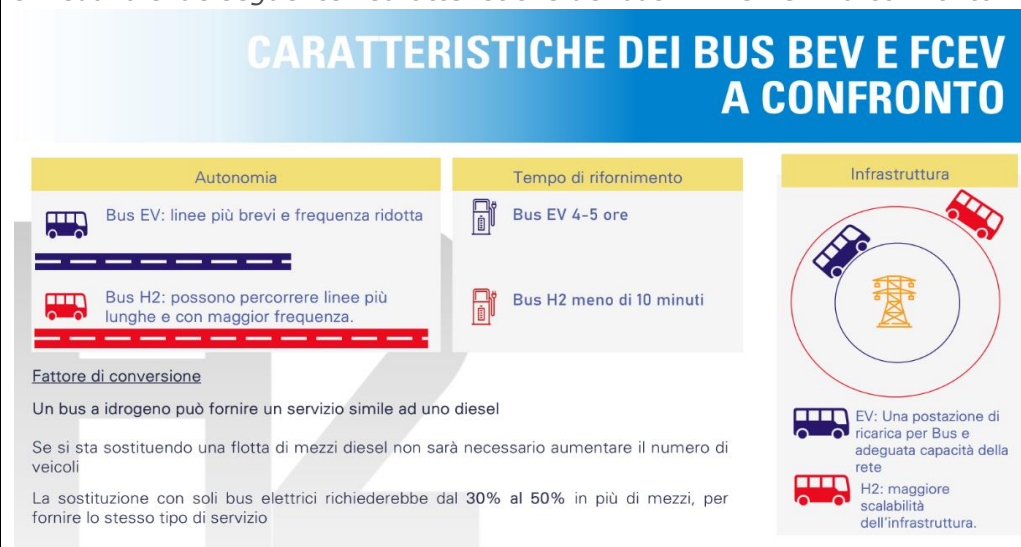 CARATTERISTICHE DEI BUS BEV E FCEV
A CONFRONTO
Autonomia
Bus EV: linee più brevi e frequenza ridotta
Bus H2: possono percorrere linee più
lunghe e con maggior frequenza.
Tempo di rifornimento
Bus EV 4-5 ore
Bus H2 meno di 10 minuti
Infrastruttura
EV: Una postazione di
ricarica per Bus e
adeguata capacità della
rete
H2: maggiore
scalabilità
dell'infrastruttura.
Fattore di conversione
Un bus a idrogeno può fornire un servizio simile ad uno diesel
Se si sta sostituendo una flotta di mezzi diesel non sarà necessario aumentare il numero di
veicoli
La sostituzione con soli bus elettrici richiederebbe dal 30% al 50% in più di mezzi, per
fornire lo stesso tipo di servizio